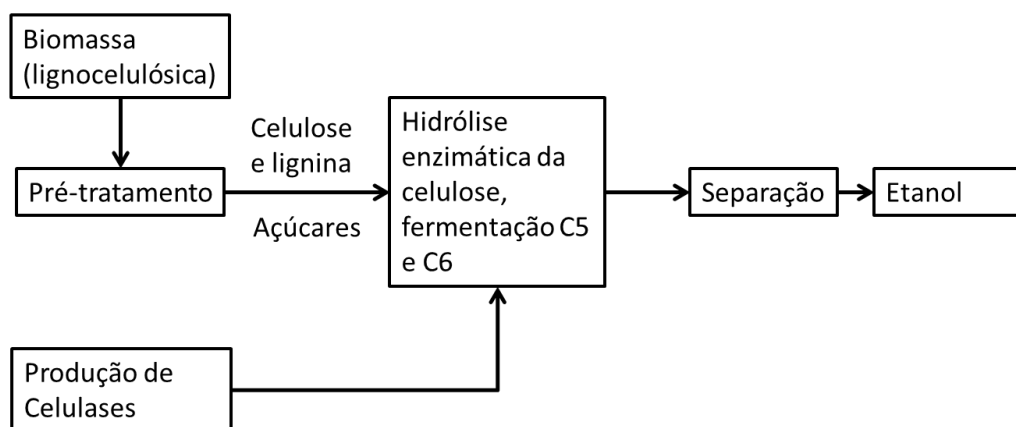 Biomassa
(lignocelulósica)
Pré-tratamento
Celulose
e lignina
Açúcares
Hidrólise
enzimática da
celulose,
fermentação C5
e C6
Separação
Etanol
Produção de
Celulases